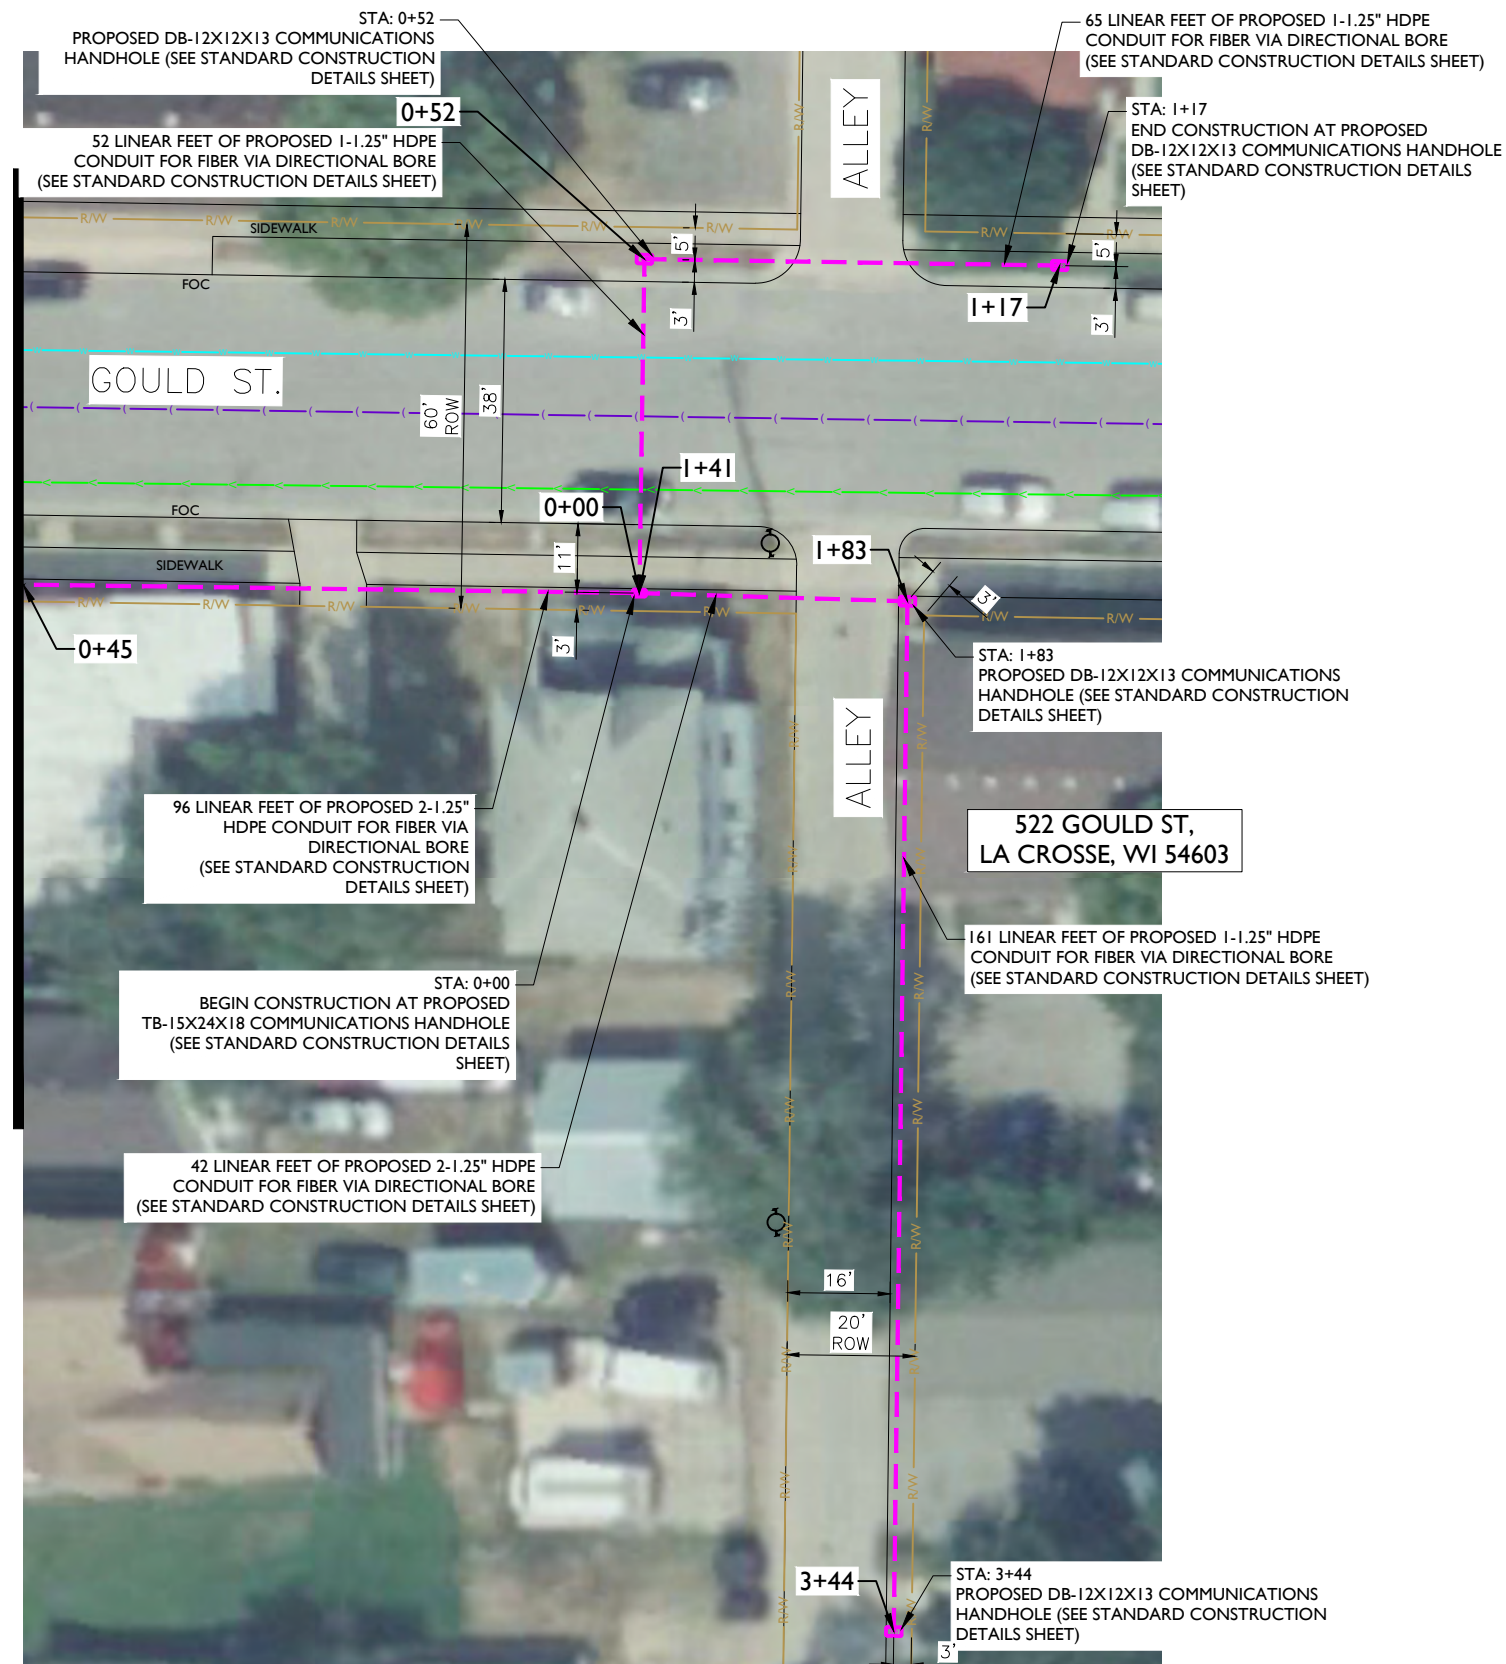 STA: 0+52
PROPOSED DB-12X12X13 COMMUNICATIONS
HANDHOLE (SEE STANDARD CONSTRUCTION
DETAILS SHEET)
65 LINEAR FEET OF PROPOSED 1-1.25" HDPE
CONDUIT FOR FIBER VIA DIRECTIONAL BORE
(SEE STANDARD CONSTRUCTION DETAILS SHEET)
0+52
STA: 1+17
END CONSTRUCTION AT PROPOSED
DB-12X12X13 COMMUNICATIONS HANDHOLE
(SEE STANDARD CONSTRUCTION DETAILS
SHEET)
52 LINEAR FEET OF PROPOSED 1-1.25" HDPE
CONDUIT FOR FIBER VIA DIRECTIONAL BORE
(SEE STANDARD CONSTRUCTION DETAILS SHEET)
ALLEY
R/W
R/W
R/W
R/W
R/W
R/W
R/W
R/W
R/W
SIDEWALK
5'
5'
FOC
3'
1+17
3'
GOULD ST.
60'
ROW
38'
1+41
0+00
FOC
11'
1+83
SIDEWALK
3'
R/W
R/W
R/W
R/W
R/W
R/W
R/W
R/W
0+45
3'
STA: 1+83
PROPOSED DB-12X12X13 COMMUNICATIONS
HANDHOLE (SEE STANDARD CONSTRUCTION
DETAILS SHEET)
R/W
R/W
ALLEY
96 LINEAR FEET OF PROPOSED 2-1.25"
HDPE CONDUIT FOR FIBER VIA
DIRECTIONAL BORE
(SEE STANDARD CONSTRUCTION
DETAILS SHEET)
522 GOULD ST,
LA CROSSE, WI 54603
R/W
R/W
161 LINEAR FEET OF PROPOSED 1-1.25" HDPE
CONDUIT FOR FIBER VIA DIRECTIONAL BORE
(SEE STANDARD CONSTRUCTION DETAILS SHEET)
STA: 0+00
BEGIN CONSTRUCTION AT PROPOSED
TB-15X24X18 COMMUNICATIONS HANDHOLE
(SEE STANDARD CONSTRUCTION DETAILS
SHEET)
R/W
R/W
R/W
R/W
42 LINEAR FEET OF PROPOSED 2-1.25" HDPE
CONDUIT FOR FIBER VIA DIRECTIONAL BORE
(SEE STANDARD CONSTRUCTION DETAILS SHEET)
R/W
R/W
16'
20'
ROW
R/W
R/W
R/W
R/W
3+44
STA: 3+44
PROPOSED DB-12X12X13 COMMUNICATIONS
HANDHOLE (SEE STANDARD CONSTRUCTION
DETAILS SHEET)
R/W
R/W
3'